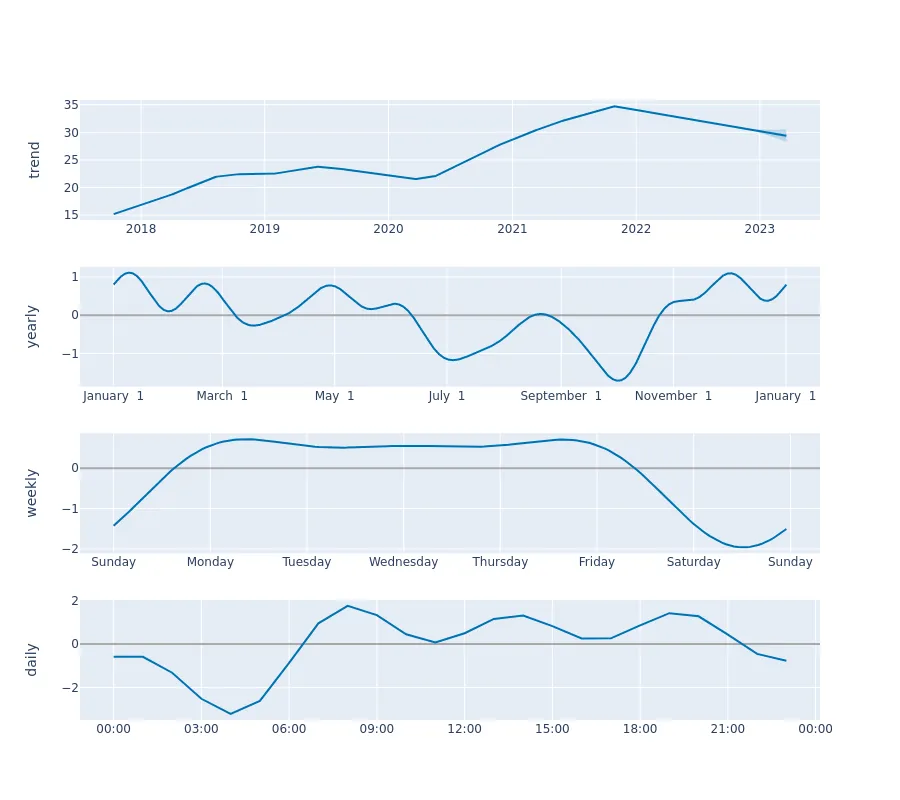 trend
35
30
25
20
15
2018 2019 2020 2021 2022 2023
yearly
1
0
−1
January 1 March 1 May 1 July 1 September 1 November 1 January 1
weekly
0
−1
−2
Sunday Monday Tuesday Wednesday Thursday Friday Saturday Sunday
daily
2
0
−2
00:00 03:00 06:00 09:00 12:00 15:00 18:00 21:00 00:00